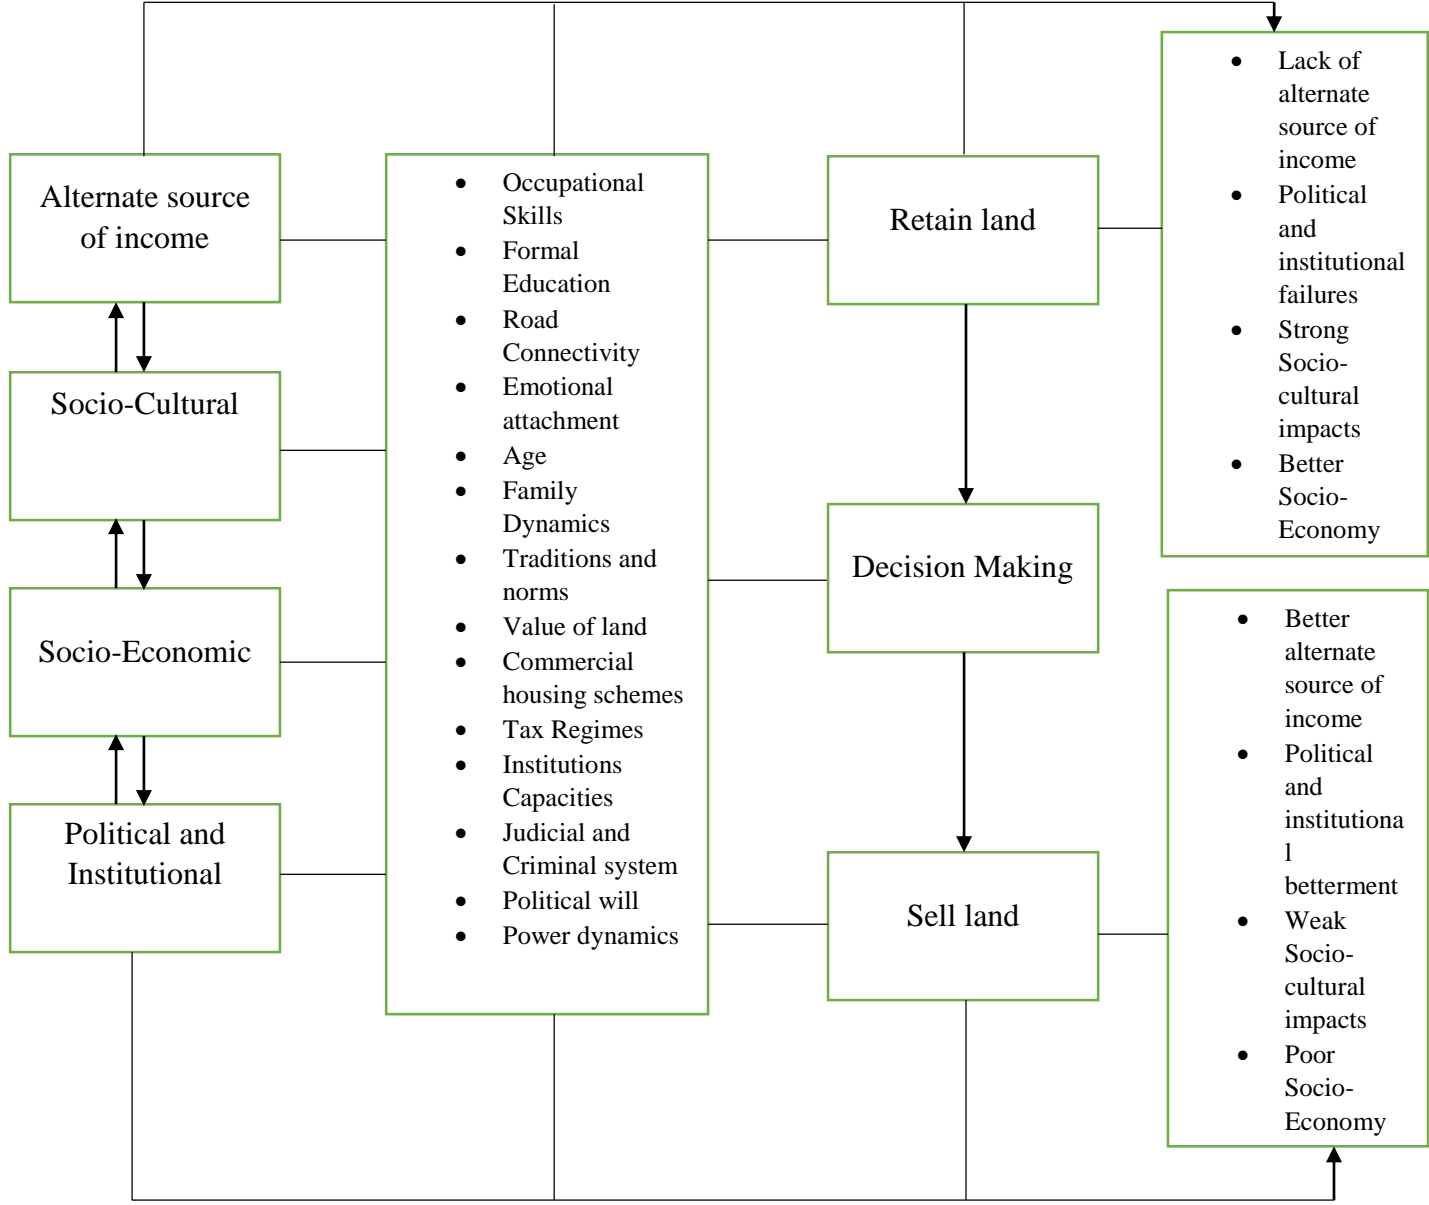 Alternate source
of income
Socio-Cultural
Socio-Economic
Political and
Institutional
• Occupational
Skills
• Formal
Education
• Road
Connectivity
• Emotional
attachment
• Age
• Family
Dynamics
• Traditions and
norms
• Value of land
• Commercial
housing schemes
• Tax Regimes
• Institutions
Capacities
• Judicial and
Criminal system
• Political will
• Power dynamics
Retain land
Decision Making
Sell land
• Lack of
alternate
source of
income
• Political
and
institutional
failures
• Strong
Socio-
cultural
impacts
• Better
Socio-
Economy
• Better
alternate
source of
income
• Political
and
institutiona
l
betterment
• Weak
Socio-
cultural
impacts
• Poor
Socio-
Economy